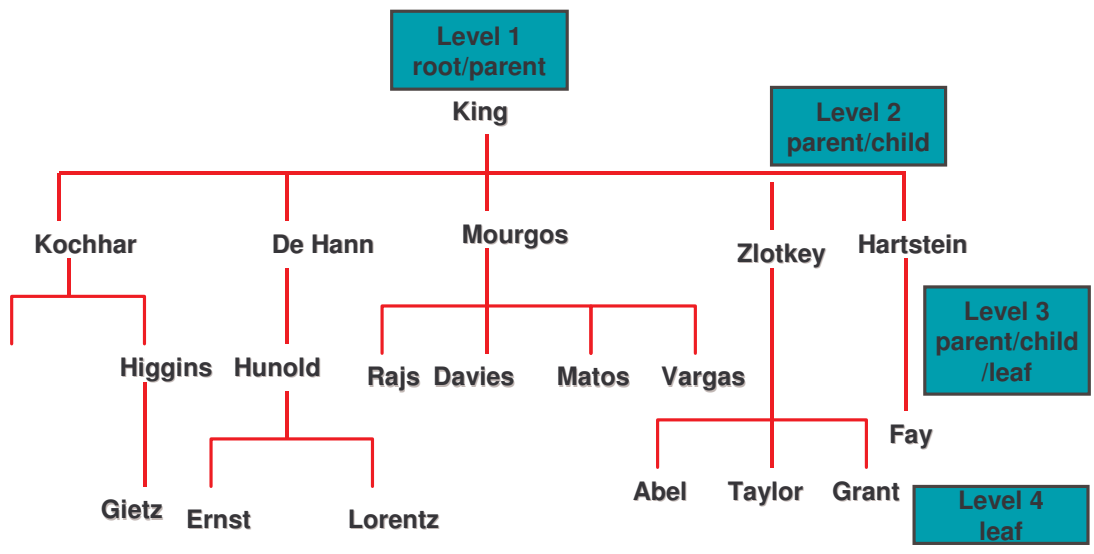 Level 1
root/parent
King
Level 2
parent/child
Kochhar
De Hann
Mourgos
Zlotkey
Hartstein
Level 3
parent/child
/leaf
Higgins
Hunold
Rajs
Davies
Matos
Vargas
Fay
Gietz
Ernst
Lorentz
Abel
Taylor
Grant
Level 4
leaf